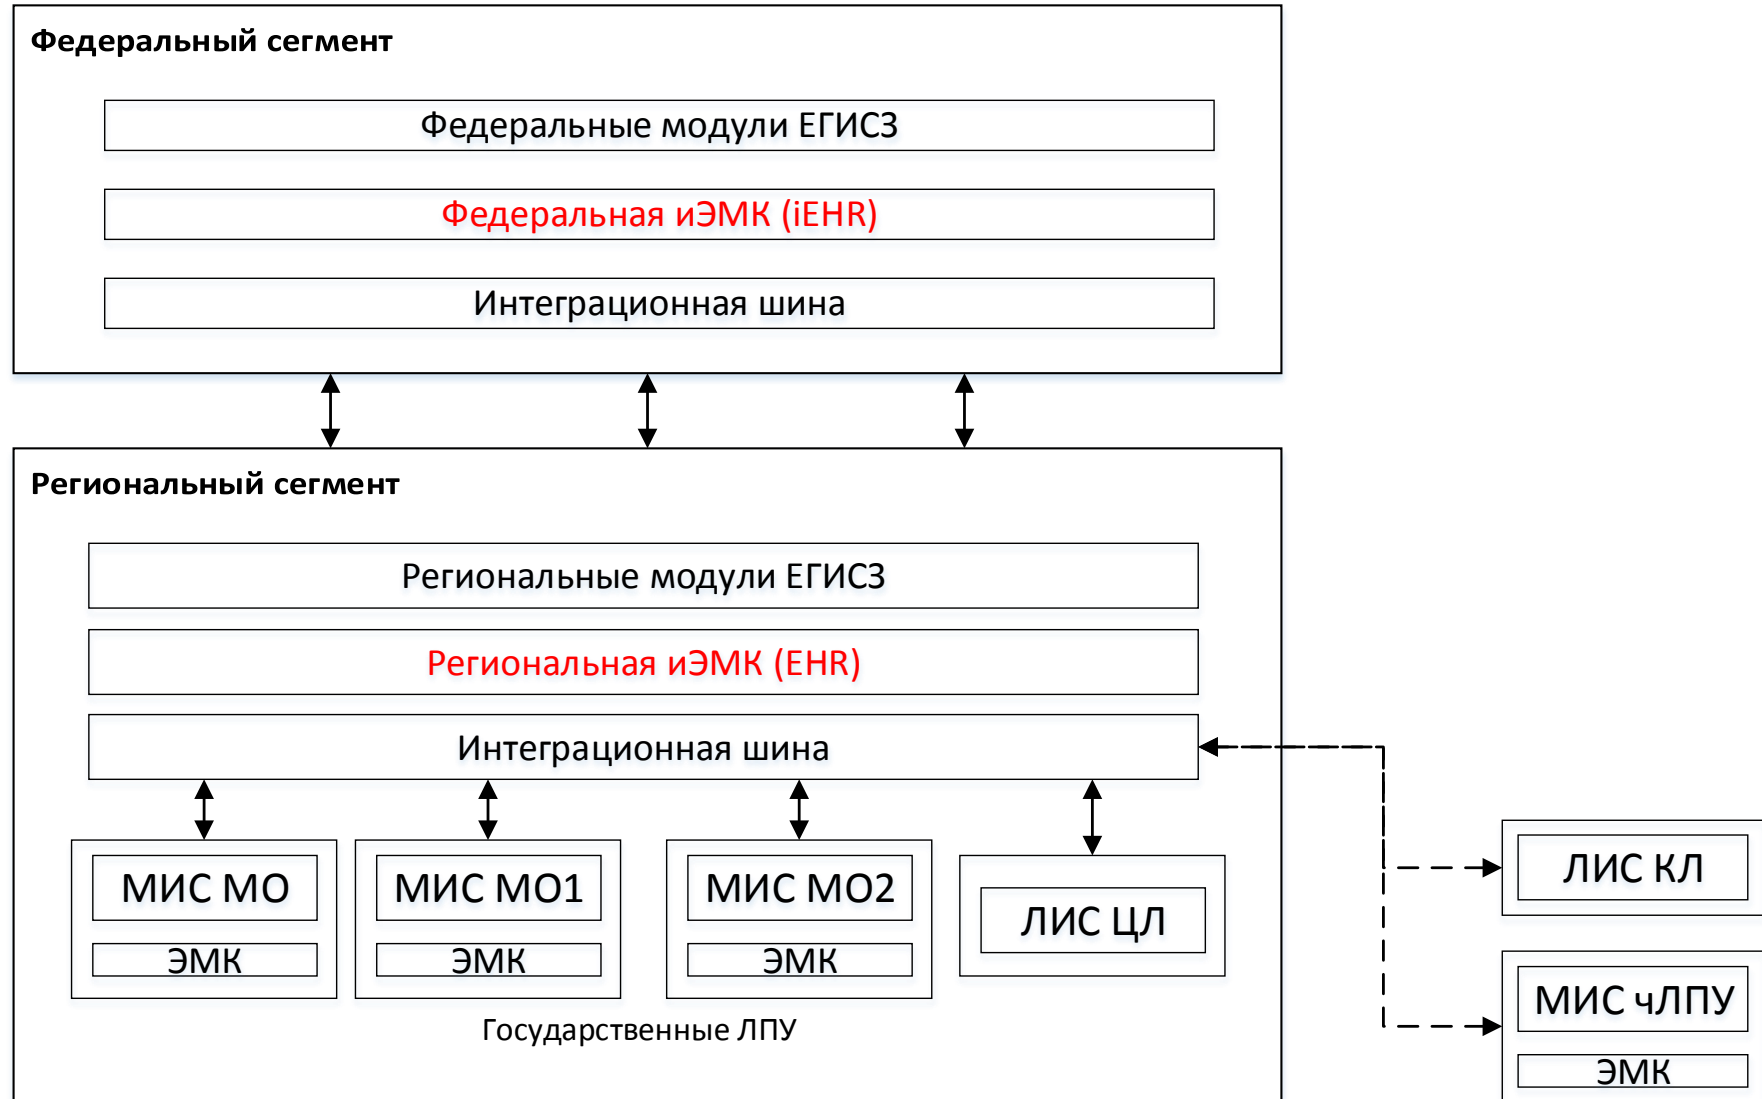 Федеральный сегмент
Федеральные модули ЕГИСЗ
Федеральная иЭМК (iEHR)
Интеграционная шина
Региональный сегмент
Региональные модули ЕГИСЗ
Региональная иЭМК (EHR)
Интеграционная шина
МИС МО
ЭМК
МИС МО1
ЭМК
МИС МО2
ЭМК
ЛИС ЦЛ
Государственные ЛПУ
ЛИС КЛ
МИС чЛПУ
ЭМК